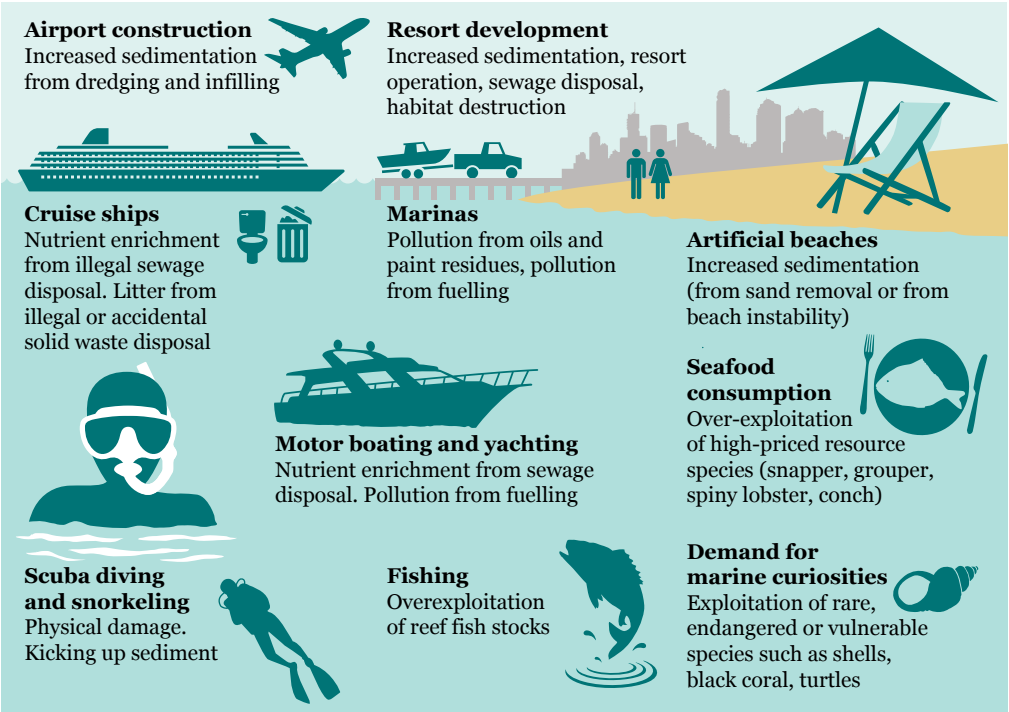 Airport construction
Increased sedimentation
from dredging and infilling
Resort development
Increased sedimentation, resort
operation, sewage disposal,
habitat destruction
Cruise ships
Nutrient enrichment
from illegal sewage
disposal. Litter from
illegal or accidental
solid waste disposal
Marinas
Pollution from oils and
paint residues, pollution
from fuelling
Artificial beaches
Increased sedimentation
(from sand removal or from
beach instability)
Seafood
consumption
Over-exploitation
of high-priced resource
species (snapper, grouper,
spiny lobster, conch)
Motor boating and yachting
Nutrient enrichment from sewage
disposal. Pollution from fuelling
Scuba diving
and snorkeling
Physical damage.
Kicking up sediment
Fishing
Overexploitation
of reef fish stocks
Demand for
marine curiosities
Exploitation of rare,
endangered or vulnerable
species such as shells,
black coral, turtles